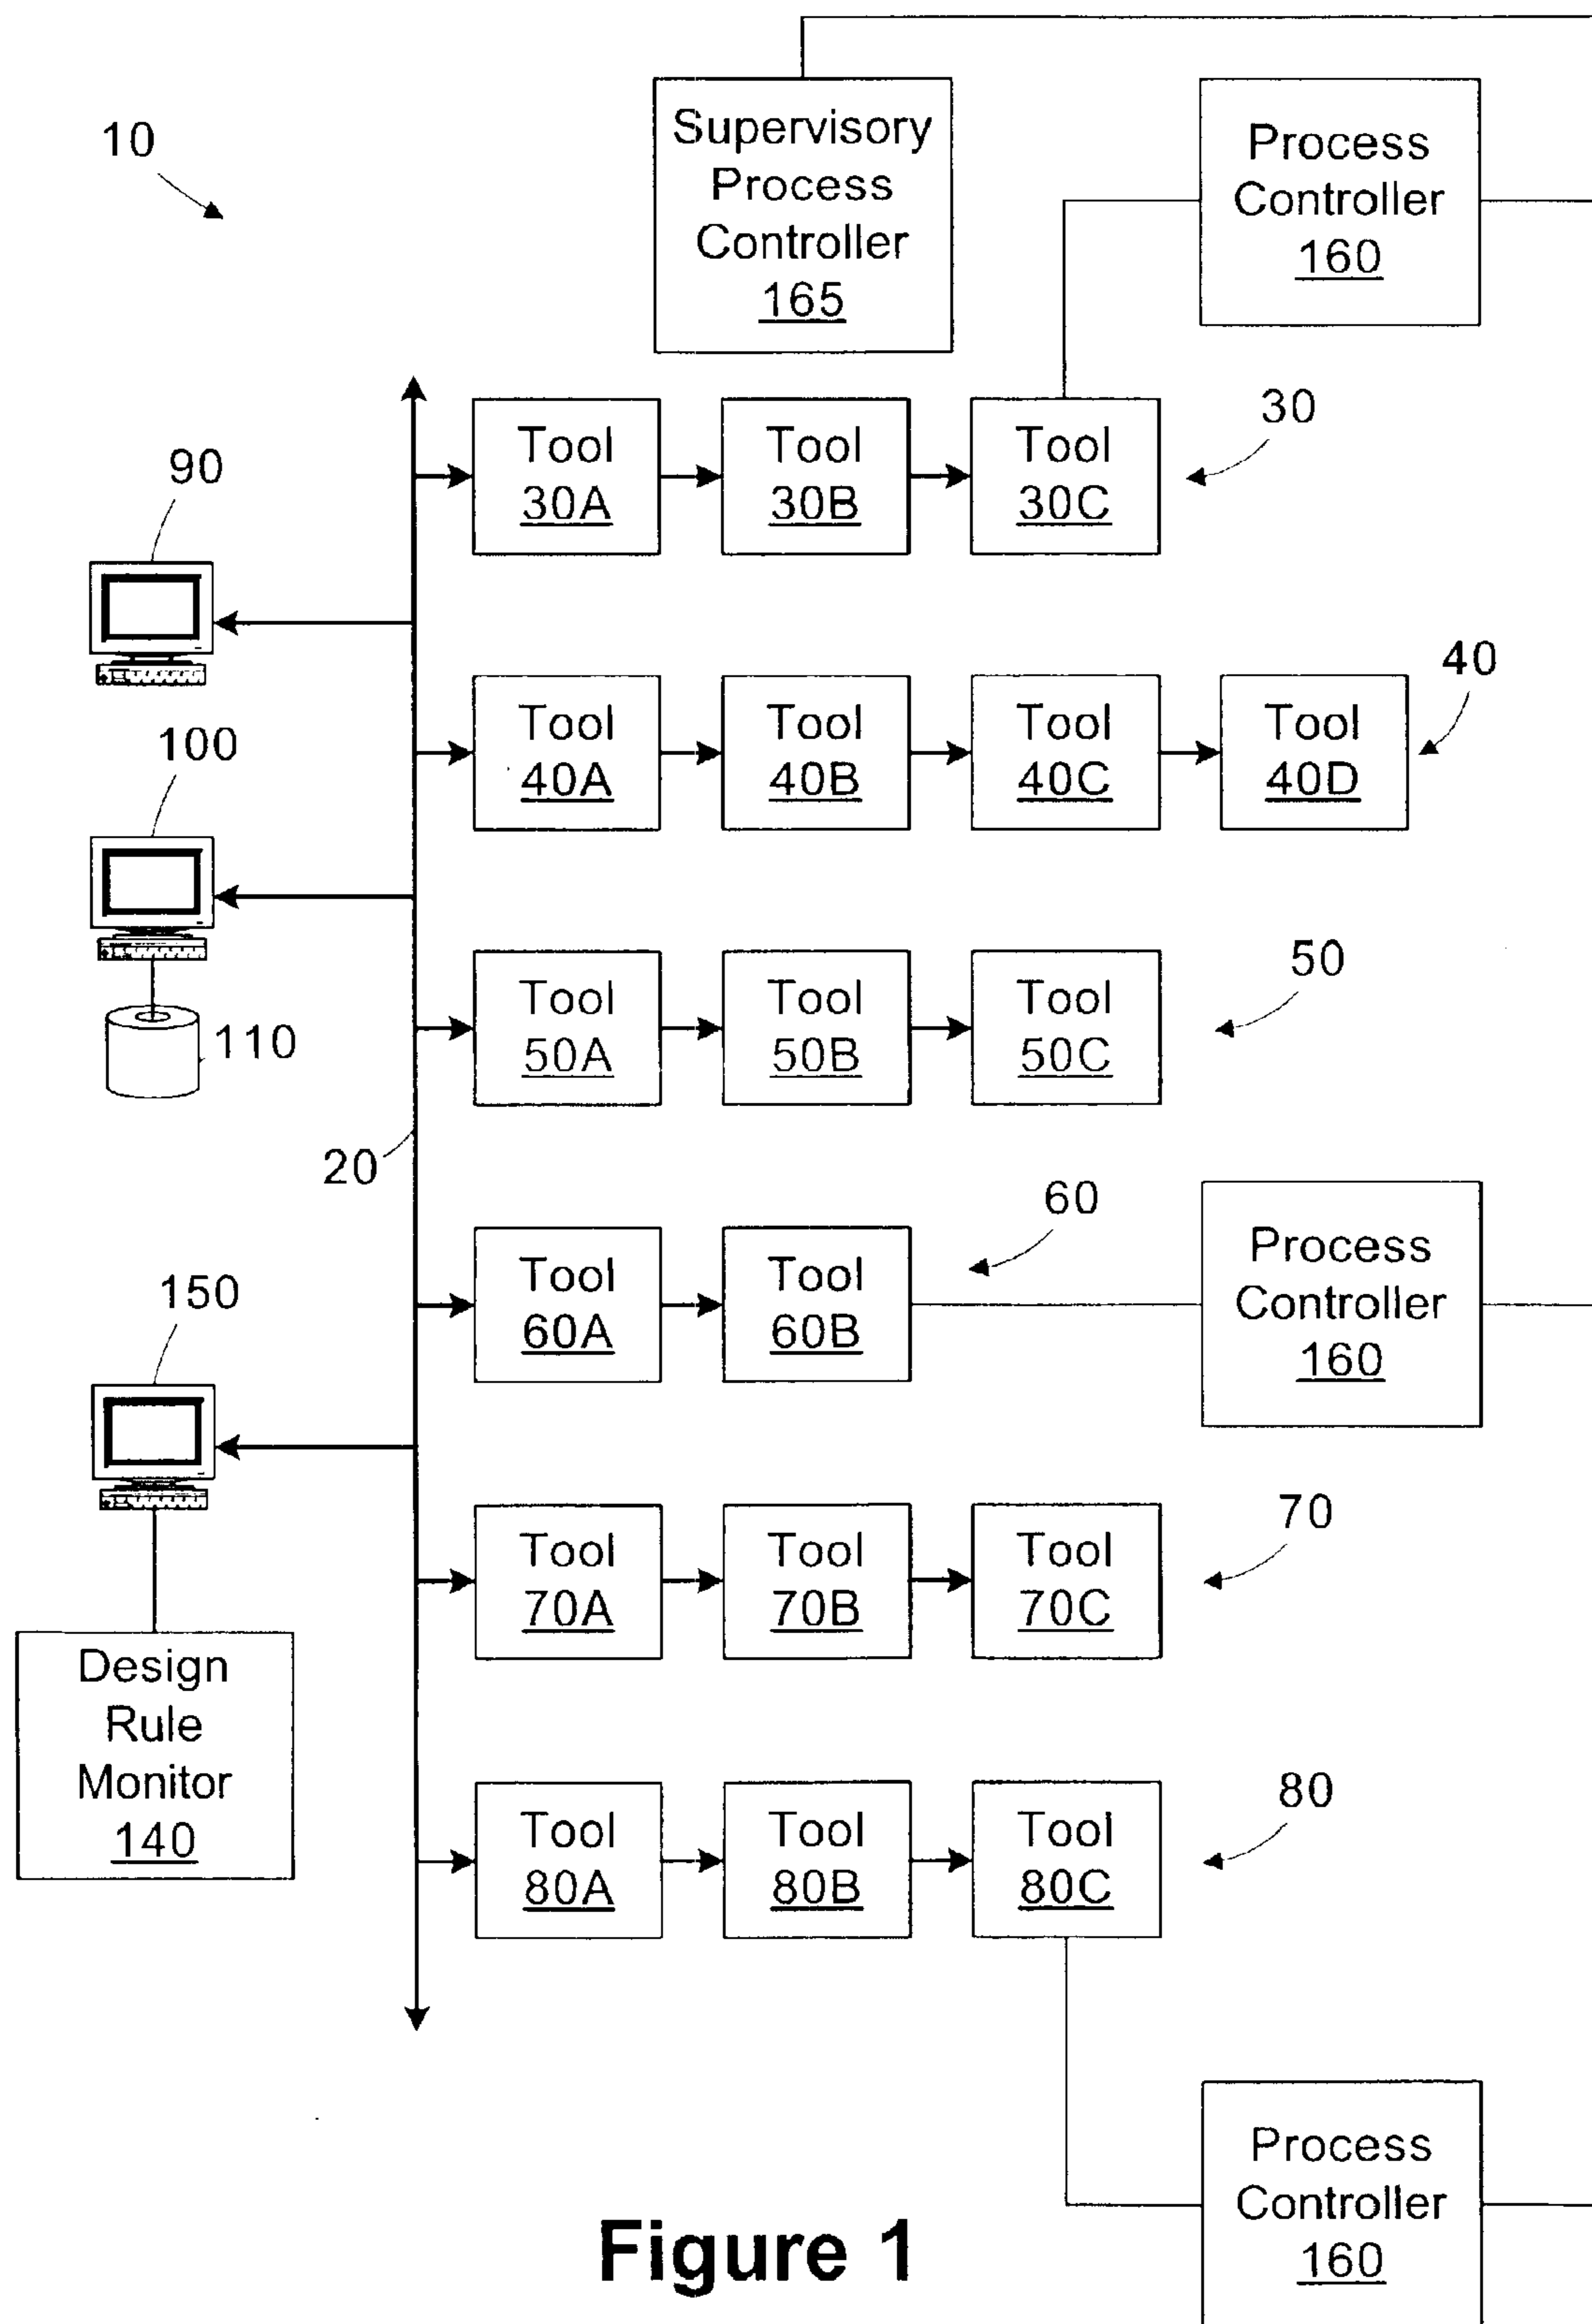 10
Supervisory
Process
Controller
165
Process
Controller
160
Tool
30A
Tool
30B
Tool
30C
30
90
Tool
40A
Tool
40B
Tool
40C
Tool
40D
40
100
110
Tool
50A
Tool
50B
Tool
50C
50
20
Tool
60A
Tool
60B
60
Process
Controller
160
150
Tool
70A
Tool
70B
Tool
70C
70
Design
Rule
Monitor
140
Tool
80A
Tool
80B
Tool
80C
80
Process
Controller
160
Figure 1